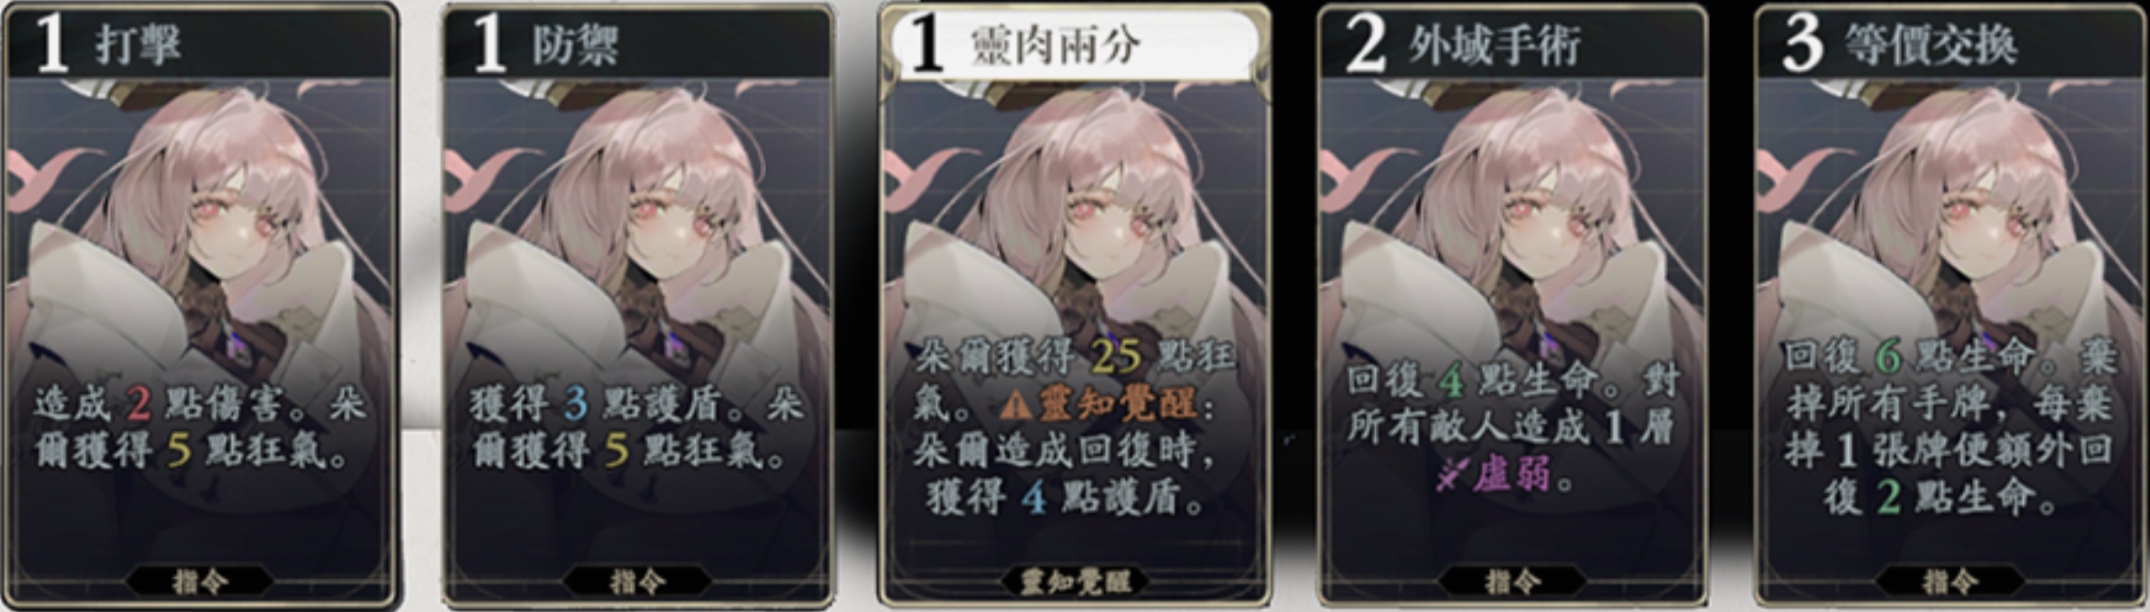 1 打擊
造成 2 點傷害。朵
爾獲得 5 點狂氣。
指令
1 防禦
獲得 3 點護盾。朵
爾獲得 5 點狂氣。
指令
1 靈肉兩分
朵爾獲得 25 點狂
氣。靈知覺醒:
朵爾造成回復時,
獲得 4 點護盾。
靈知覺醒
2 外域手術
回復 4 點生命。對
所有敵人造成 1 層
虛弱。
指令
3 等價交換
回復 6 點生命。棄
掉所有手牌,每棄
掉 1 張牌便額外回
復 2 點生命。
指令